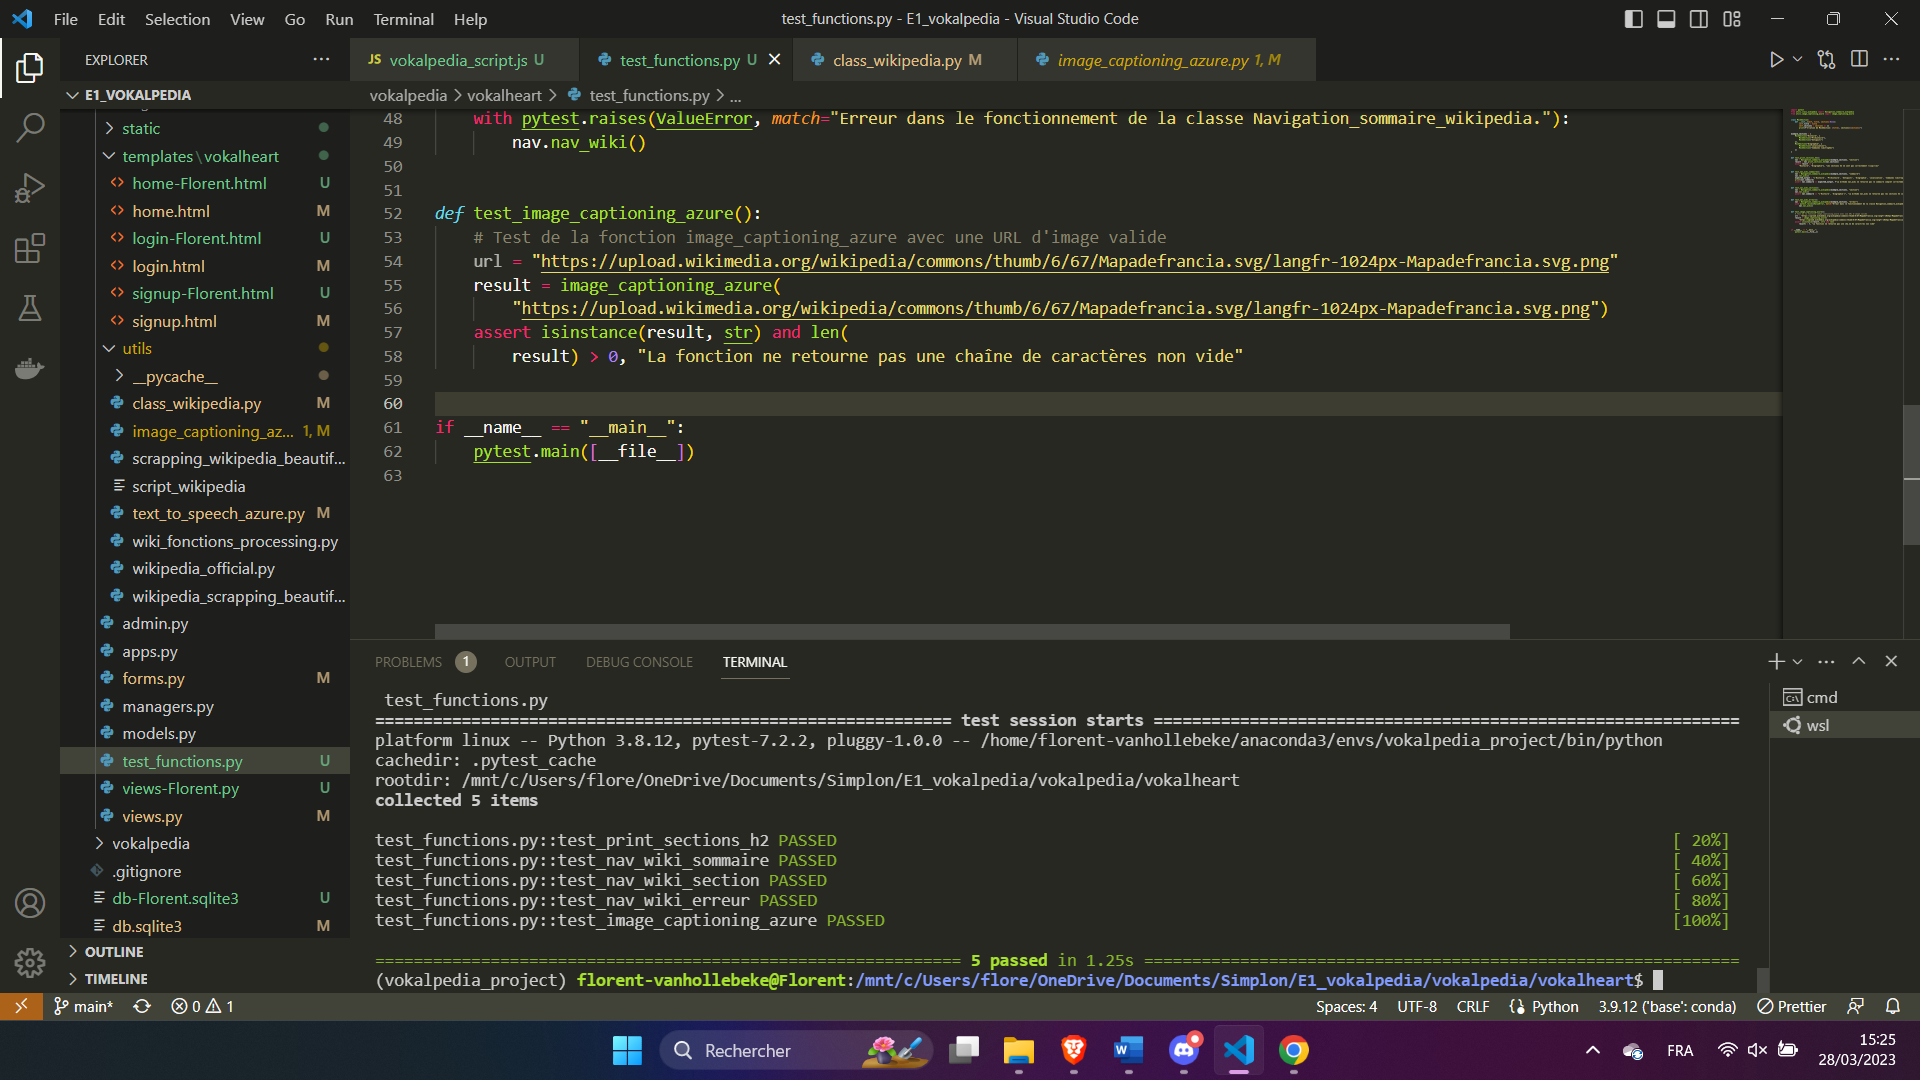 File Edit Selection View Go Run Terminal Help
test_functions.py - E1_vokalpedia - Visual Studio Code
EXPLORER
E1_VOKALPEDIA
static
templates\vokalheart
home-Florent.html U
home.html M
login-Florent.html U
login.html M
signup-Florent.html U
signup.html M
utils
__pycache__
class_wikipedia.py M
image_captioning_az... 1, M
scrapping_wikipedia_beautif...
script_wikipedia
text_to_speech_azure.py M
wiki_fonctions_processing.py
wikipedia_official.py
wikipedia_scrapping_beautif...
admin.py
apps.py
forms.py M
managers.py
models.py
test_functions.py U
views-Florent.py U
views.py M
vokalpedia
.gitignore
db-Florent.sqlite3 U
db.sqlite3 M
OUTLINE
TIMELINE
JS vokalpedia_script.js U
test_functions.py U
class_wikipedia.py M
image_captioning_azure.py 1, M
vokalpedia > vokalheart > test_functions.py > ...
48 with pytest.raises(ValueError, match="Erreur dans le fonctionnement de la classe Navigation_sommaire_wikipedia."):
49 nav.nav_wiki()
50
51
52 def test_image_captioning_azure():
53 # Test de la fonction image_captioning_azure avec une URL d'image valide
54 url = "https://upload.wikimedia.org/wikipedia/commons/thumb/6/67/Mapadefrancia.svg/langfr-1024px-Mapadefrancia.svg.png"
55 result = image_captioning_azure(
56 "https://upload.wikimedia.org/wikipedia/commons/thumb/6/67/Mapadefrancia.svg/langfr-1024px-Mapadefrancia.svg.png")
57 assert isinstance(result, str) and len(
58 result) > 0, "La fonction ne retourne pas une chaîne de caractères non vide"
59
60
61 if __name__ == "__main__":
62 pytest.main([__file__])
63
PROBLEMS 1 OUTPUT DEBUG CONSOLE TERMINAL
cmd
wsl
test_functions.py
============================================================ test session starts =============================================================
platform linux -- Python 3.8.12, pytest-7.2.2, pluggy-1.0.0 -- /home/florent-vanhollebeke/anaconda3/envs/vokalpedia_project/bin/python
cachedir: .pytest_cache
rootdir: /mnt/c/Users/flore/OneDrive/Documents/Simplon/E1_vokalpedia/vokalpedia/vokalheart
collected 5 items
test_functions.py::test_print_sections_h2 PASSED [ 20%]
test_functions.py::test_nav_wiki_sommaire PASSED [ 40%]
test_functions.py::test_nav_wiki_section PASSED [ 60%]
test_functions.py::test_nav_wiki_erreur PASSED [ 80%]
test_functions.py::test_image_captioning_azure PASSED [100%]
============================================================= 5 passed in 1.25s ==============================================================
(vokalpedia_project) florent-vanhollebeke@Florent:/mnt/c/Users/flore/OneDrive/Documents/Simplon/E1_vokalpedia/vokalpedia/vokalheart$
main* 0 1
Spaces: 4 UTF-8 CRLF Python 3.9.12 ('base': conda) Prettier
Rechercher
FRA
15:25
28/03/2023